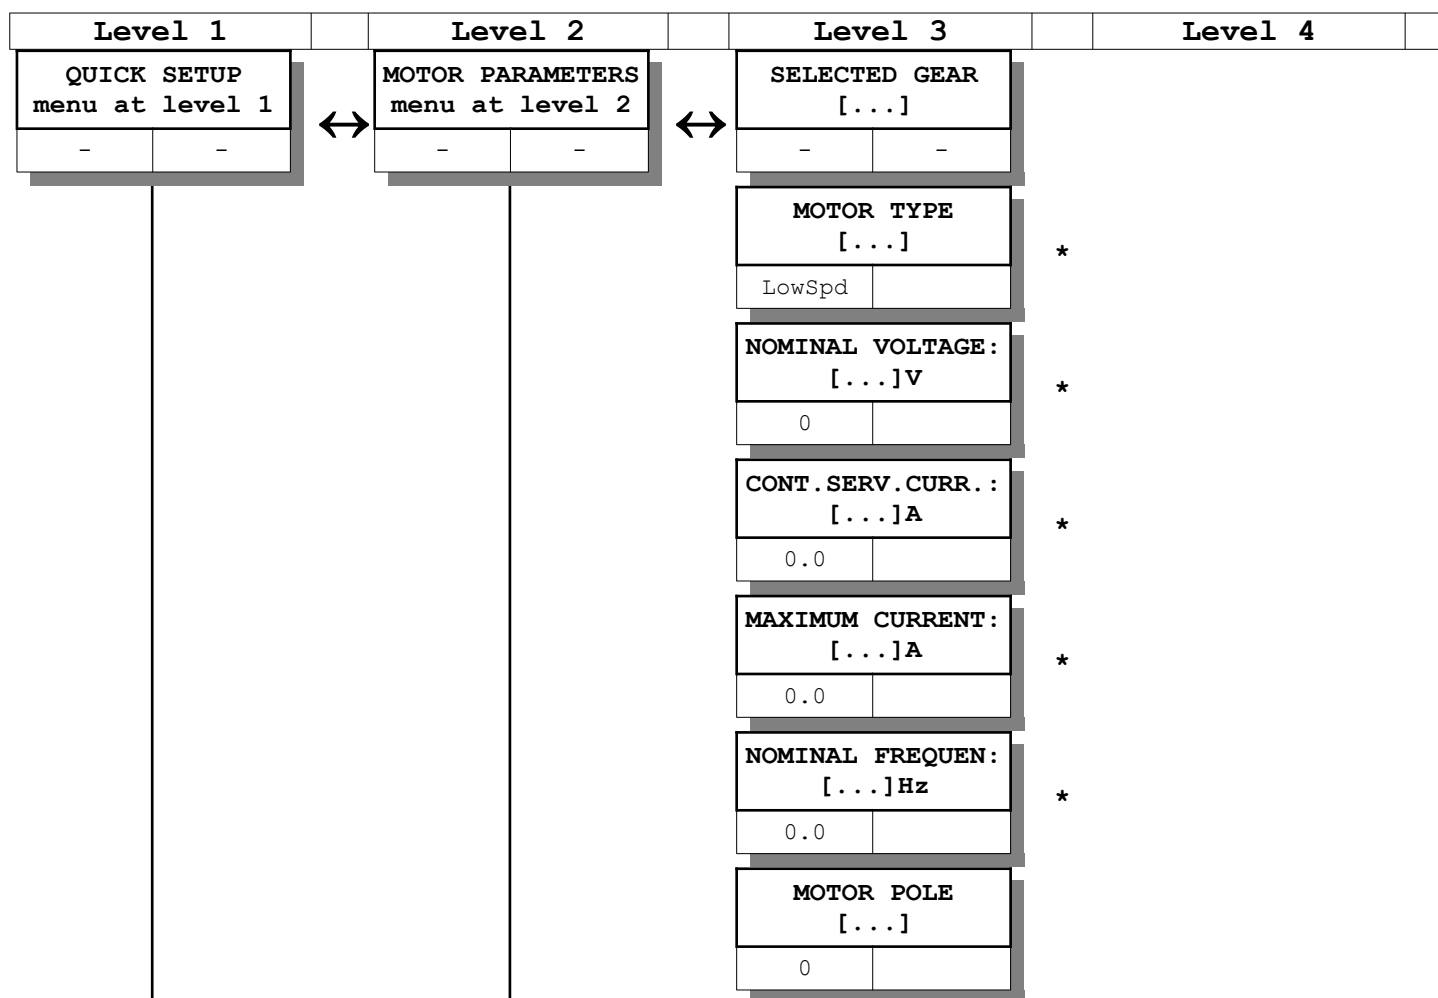 Level 1 Level 2 Level 3 Level 4
QUICK SETUP
menu at level 1
- -
MOTOR PARAMETERS
menu at level 2
- -
SELECTED GEAR
[...]
- -
MOTOR TYPE
[...]
*
LowSpd
NOMINAL VOLTAGE:
[...]V
*
0
CONT.SERV.CURR.:
[...]A
*
0.0
MAXIMUM CURRENT:
[...]A
*
0.0
NOMINAL FREQUEN:
[...]Hz
*
0.0
MOTOR POLE
[...]
0